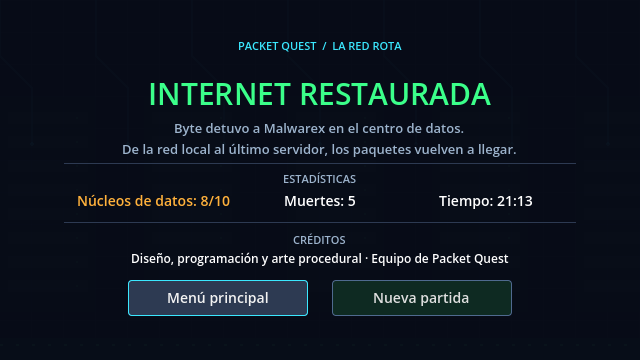 PACKET QUEST / LA RED ROTA
INTERNET RESTAURADA
Byte detuvo a Malwarex en el centro de datos.
De la red local al último servidor, los paquetes vuelven a llegar.
ESTADÍSTICAS
Núcleos de datos: 8/10 Muertes: 5 Tiempo: 21:13
CRÉDITOS
Diseño, programación y arte procedural · Equipo de Packet Quest
Menú principal Nueva partida